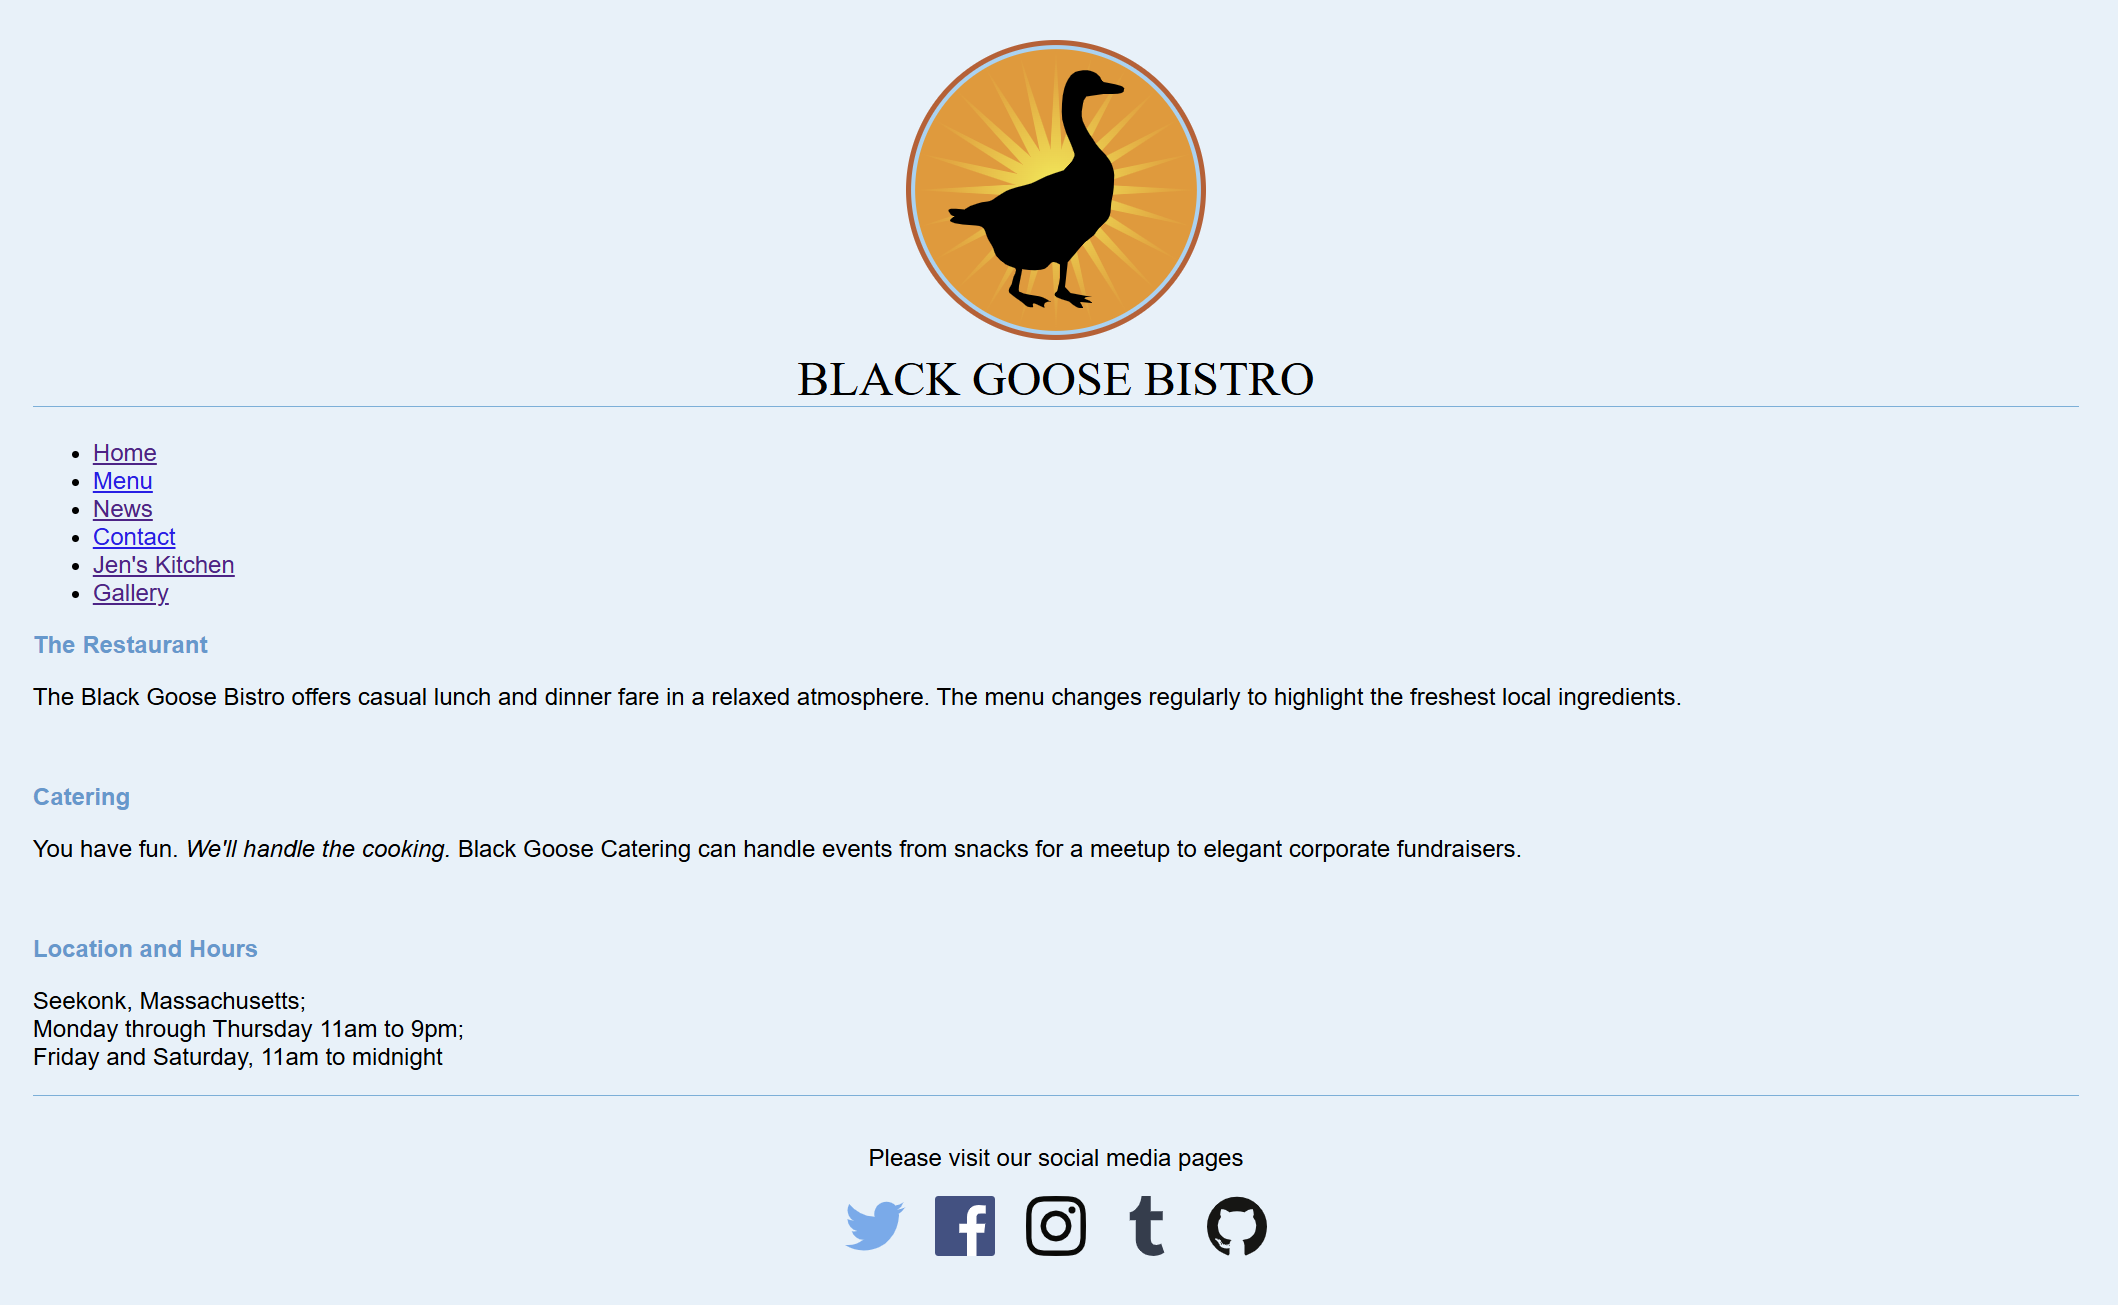 BLACK GOOSE BISTRO
Home
Menu
News
Contact
Jen's Kitchen
Gallery
The Restaurant
The Black Goose Bistro offers casual lunch and dinner fare in a relaxed atmosphere. The menu changes regularly to highlight the freshest local ingredients.
Catering
You have fun. We'll handle the cooking. Black Goose Catering can handle events from snacks for a meetup to elegant corporate fundraisers.
Location and Hours
Seekonk, Massachusetts;
Monday through Thursday 11am to 9pm;
Friday and Saturday, 11am to midnight
Please visit our social media pages